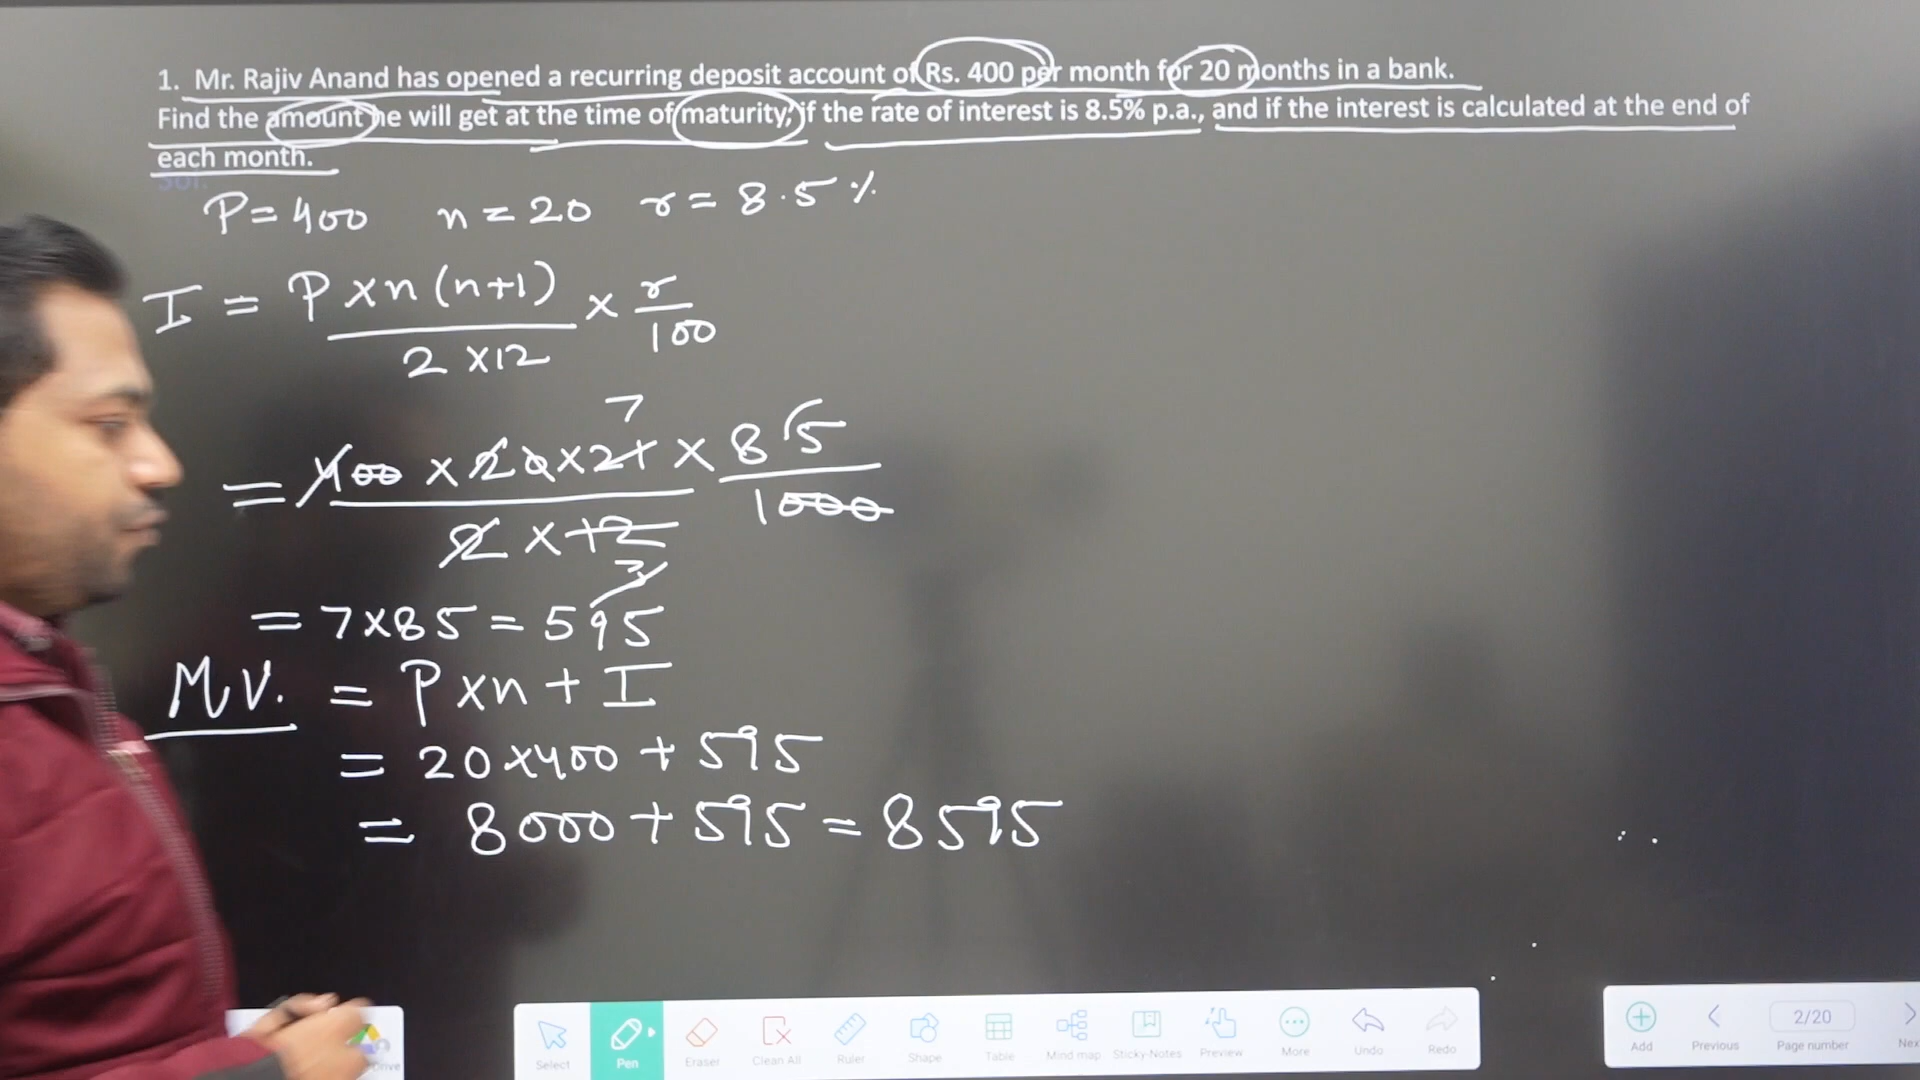 1. Mr. Rajiv Anand has opened a recurring deposit account of Rs. 400 per month for 20 months in a bank.
Find the amount he will get at the time of maturity, if the rate of interest is 8.5% p.a., and if the interest is calculated at the end of
each month.
Sol.
P = 400 n = 20 r = 8.5 %
I = P x n (n+1) / 2 x 12 x r / 100
7
= 400 x 20 x 21 x 85 / 1000
2 x 12
3
= 7 x 85 = 595
M.V. = P x n + I
= 20 x 400 + 595
= 8000 + 595 = 8595
Select Pen Eraser Clean All Ruler Shape Table Mind map Sticky-Notes Preview More Undo Redo
Add Previous 2/20 Page number